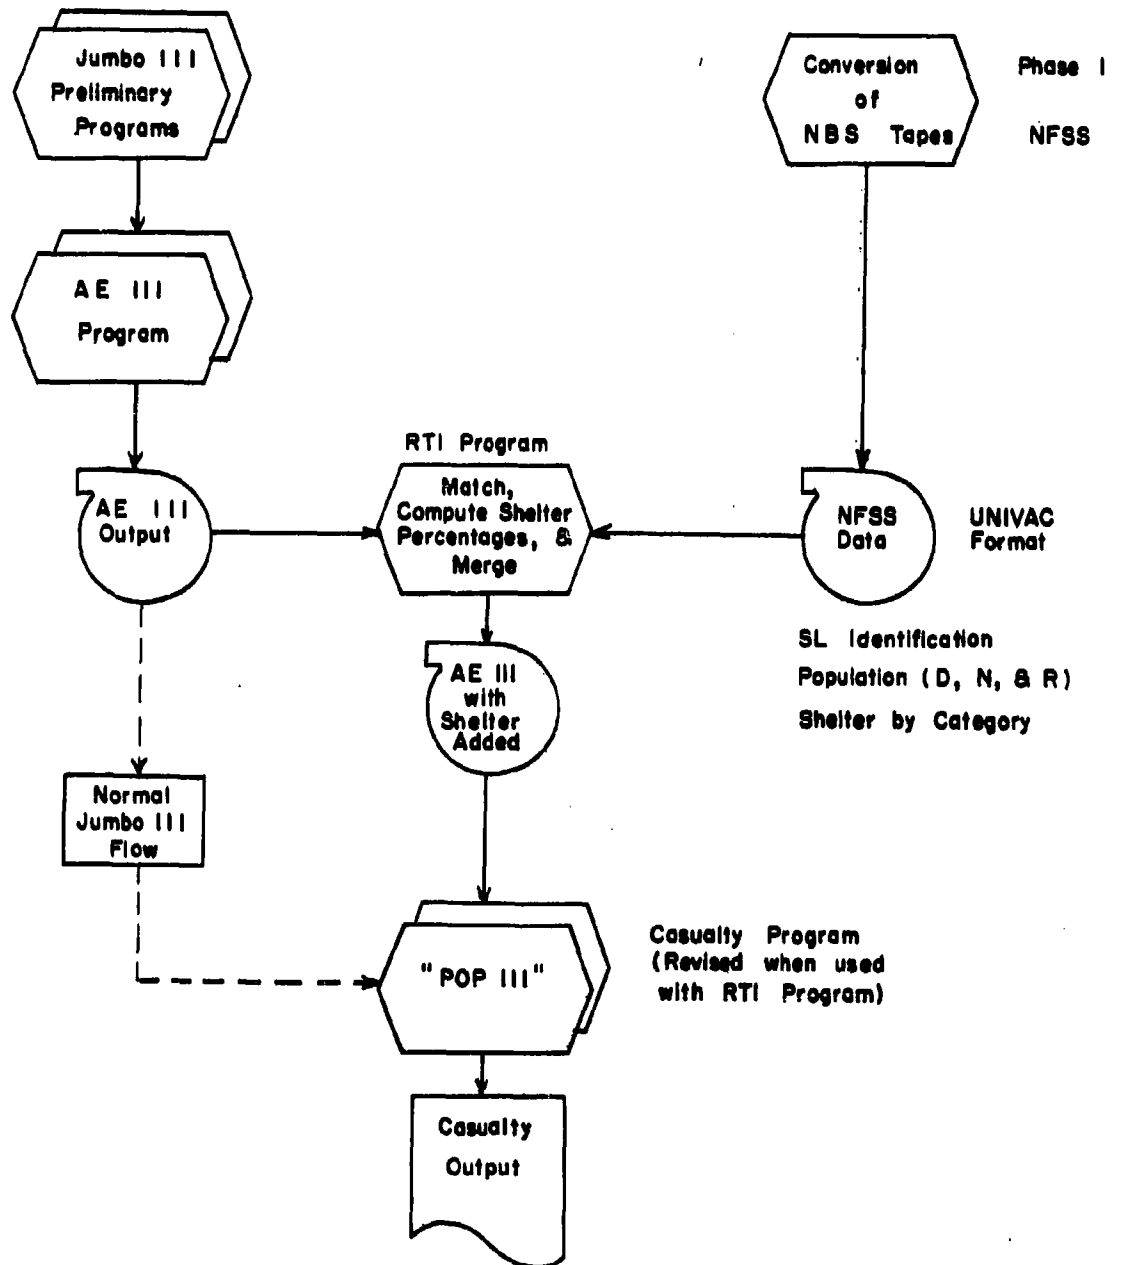 Jumbo III
Preliminary
Programs
Conversion
of
NBS Tapes
Phase I
NFSS
AE III
Program
AE III
Output
RTI Program
Match,
Compute Shelter
Percentages, &
Merge
NFSS
Data
UNIVAC
Format
SL Identification
Population (D, N, & R)
Shelter by Category
AE III
with
Shelter
Added
Normal
Jumbo III
Flow
"POP III"
Casualty Program
(Revised when used
with RTI Program)
Casualty
Output